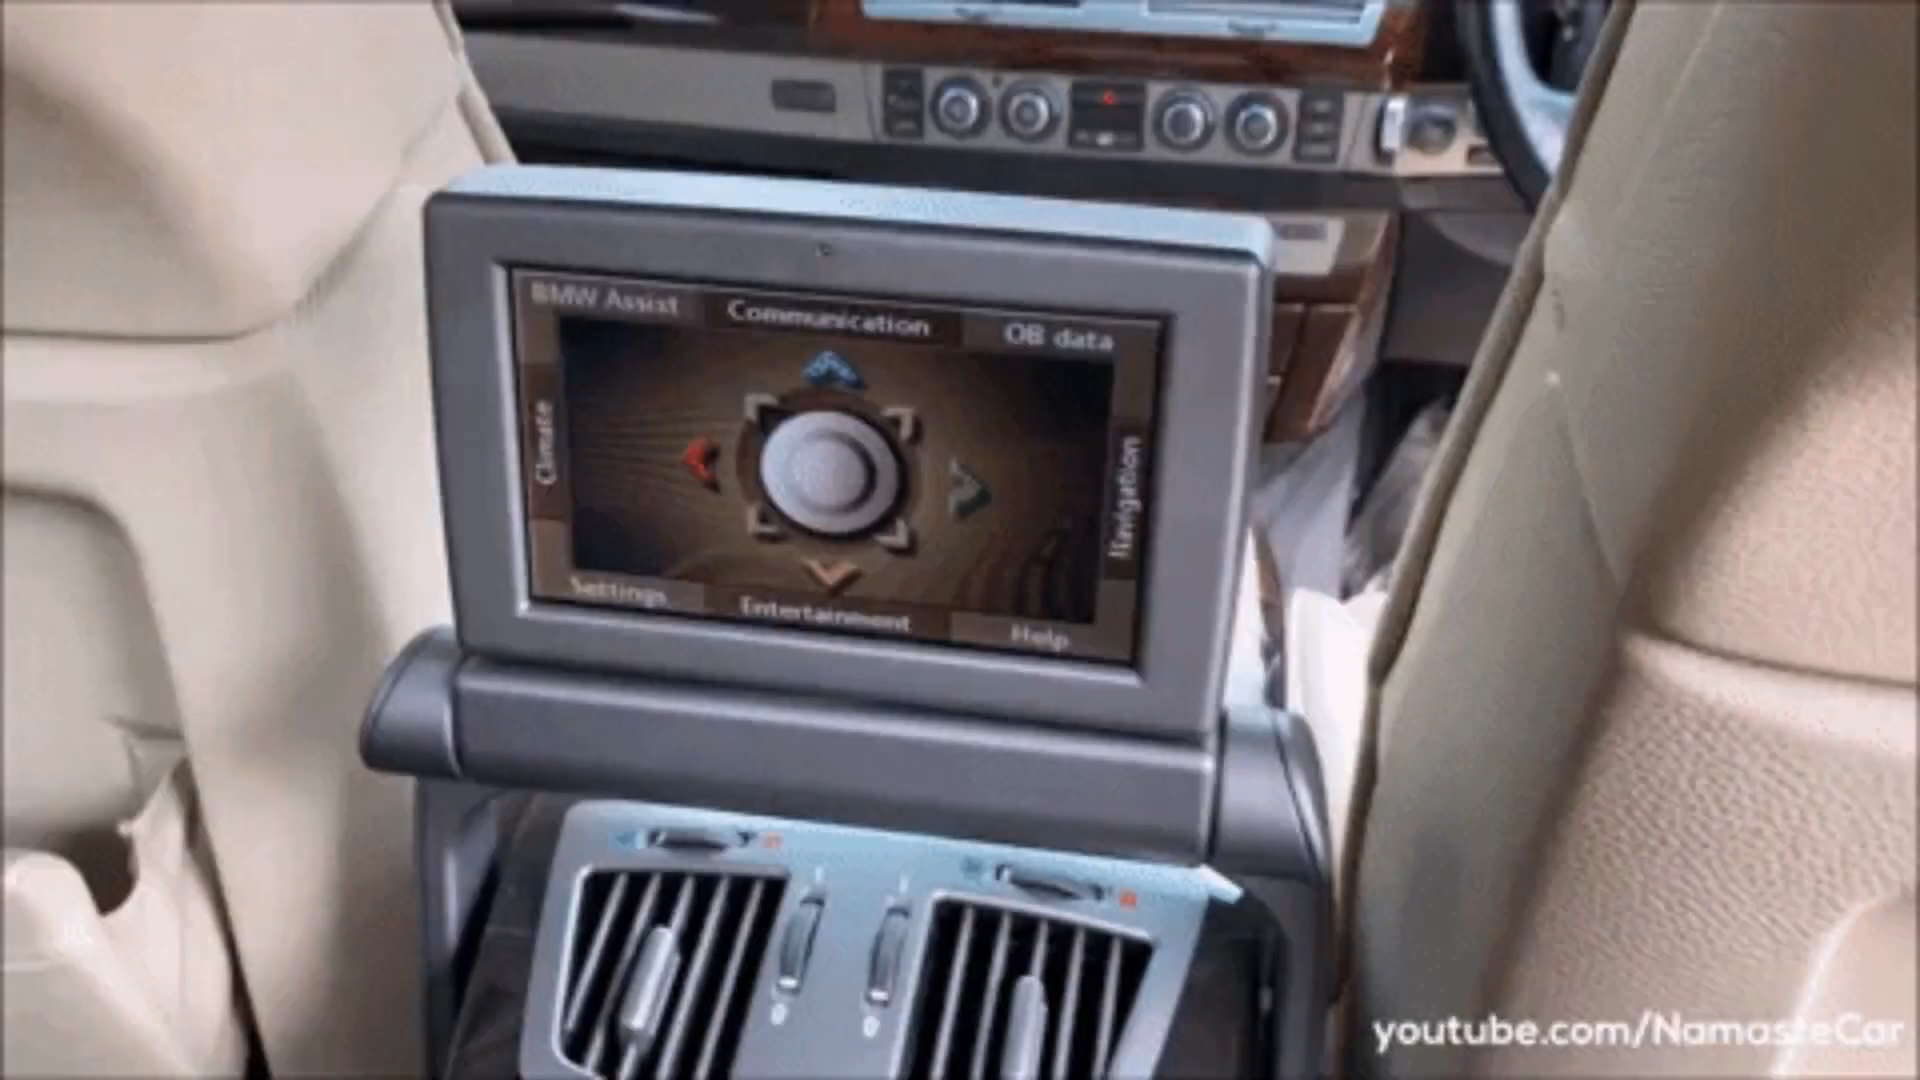 BMW Assist
Communication
OB data
Climate
Navigation
Settings
Entertainment
Help
youtube.com/NamasteCar